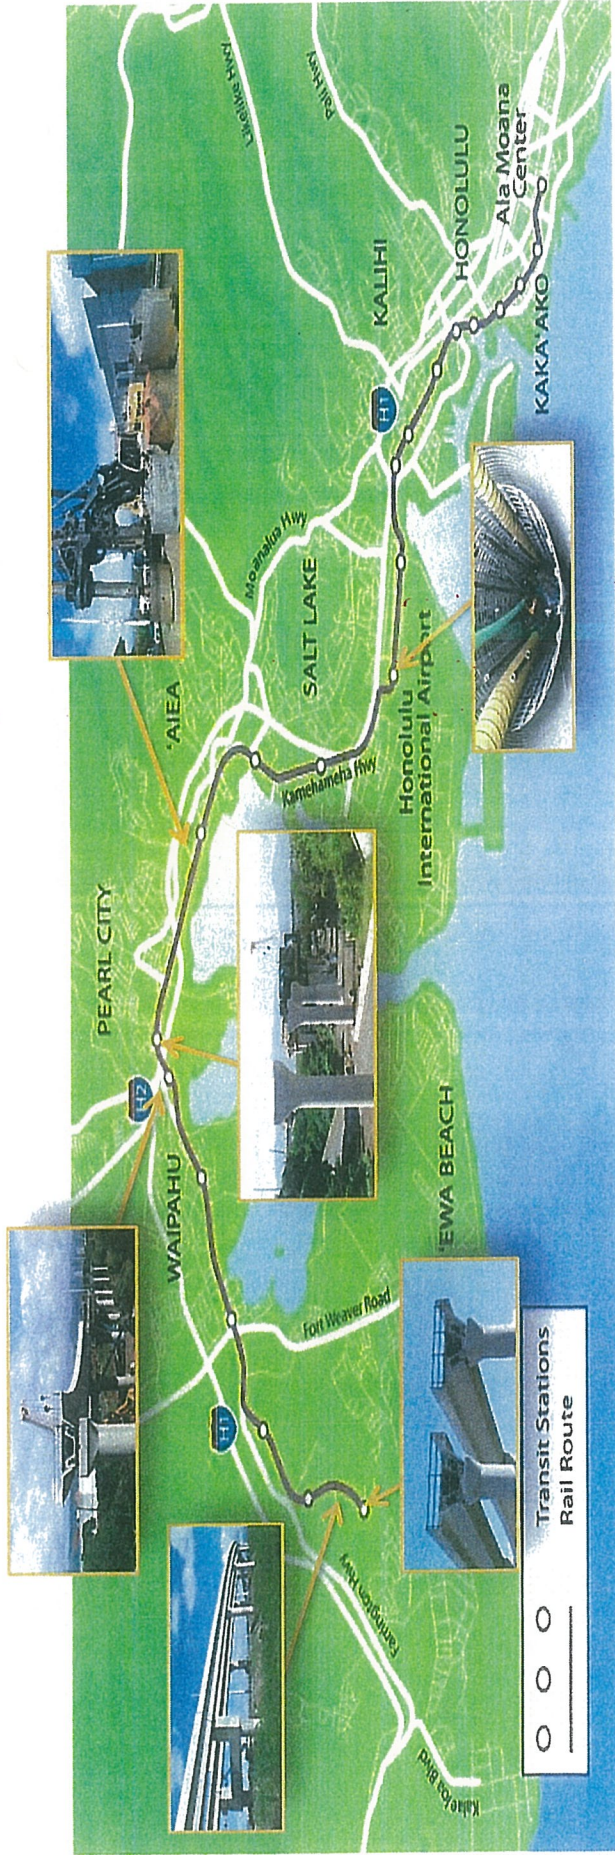 Likelike Hwy
Pali Hwy
Ala Moana
Center
HONOLULU
KALIHI
KAKA'AKO
H1
Moanalua Hwy
SALT LAKE
'AIEA
Kamehameha Hwy
Honolulu
International Airport
PEARL CITY
H2
WAIPAHU
'EWA BEACH
Fort Weaver Road
H1
Farrington Hwy
Kalaeloa Blvd
Transit Stations
Rail Route